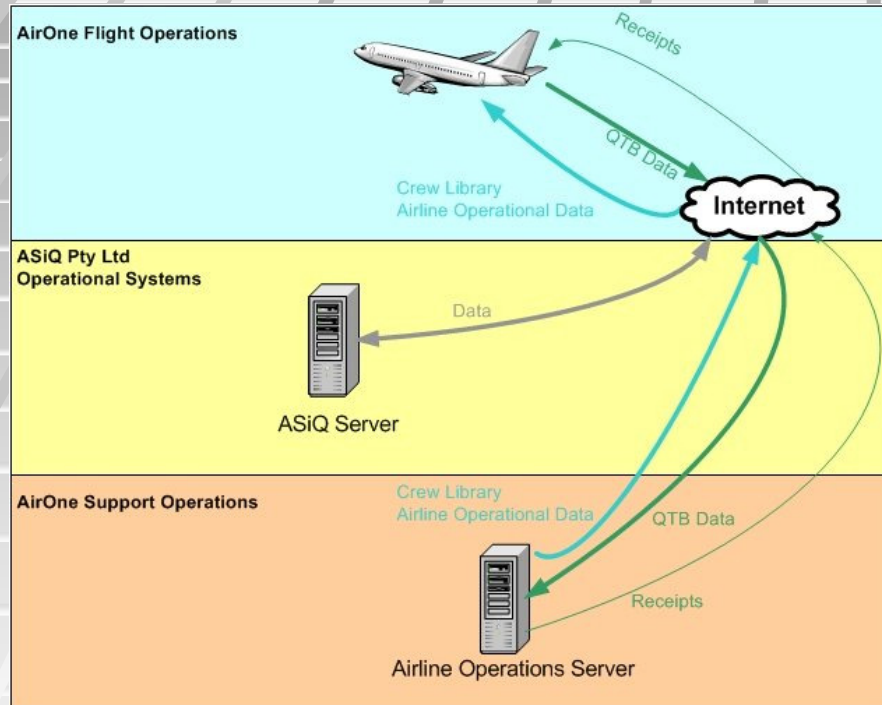 AirOne Flight Operations
Receipts
QTB Data
Crew Library
Airline Operational Data
Internet
ASiQ Pty Ltd
Operational Systems
Data
ASiQ Server
AirOne Support Operations
Crew Library
Airline Operational Data
QTB Data
Receipts
Airline Operations Server